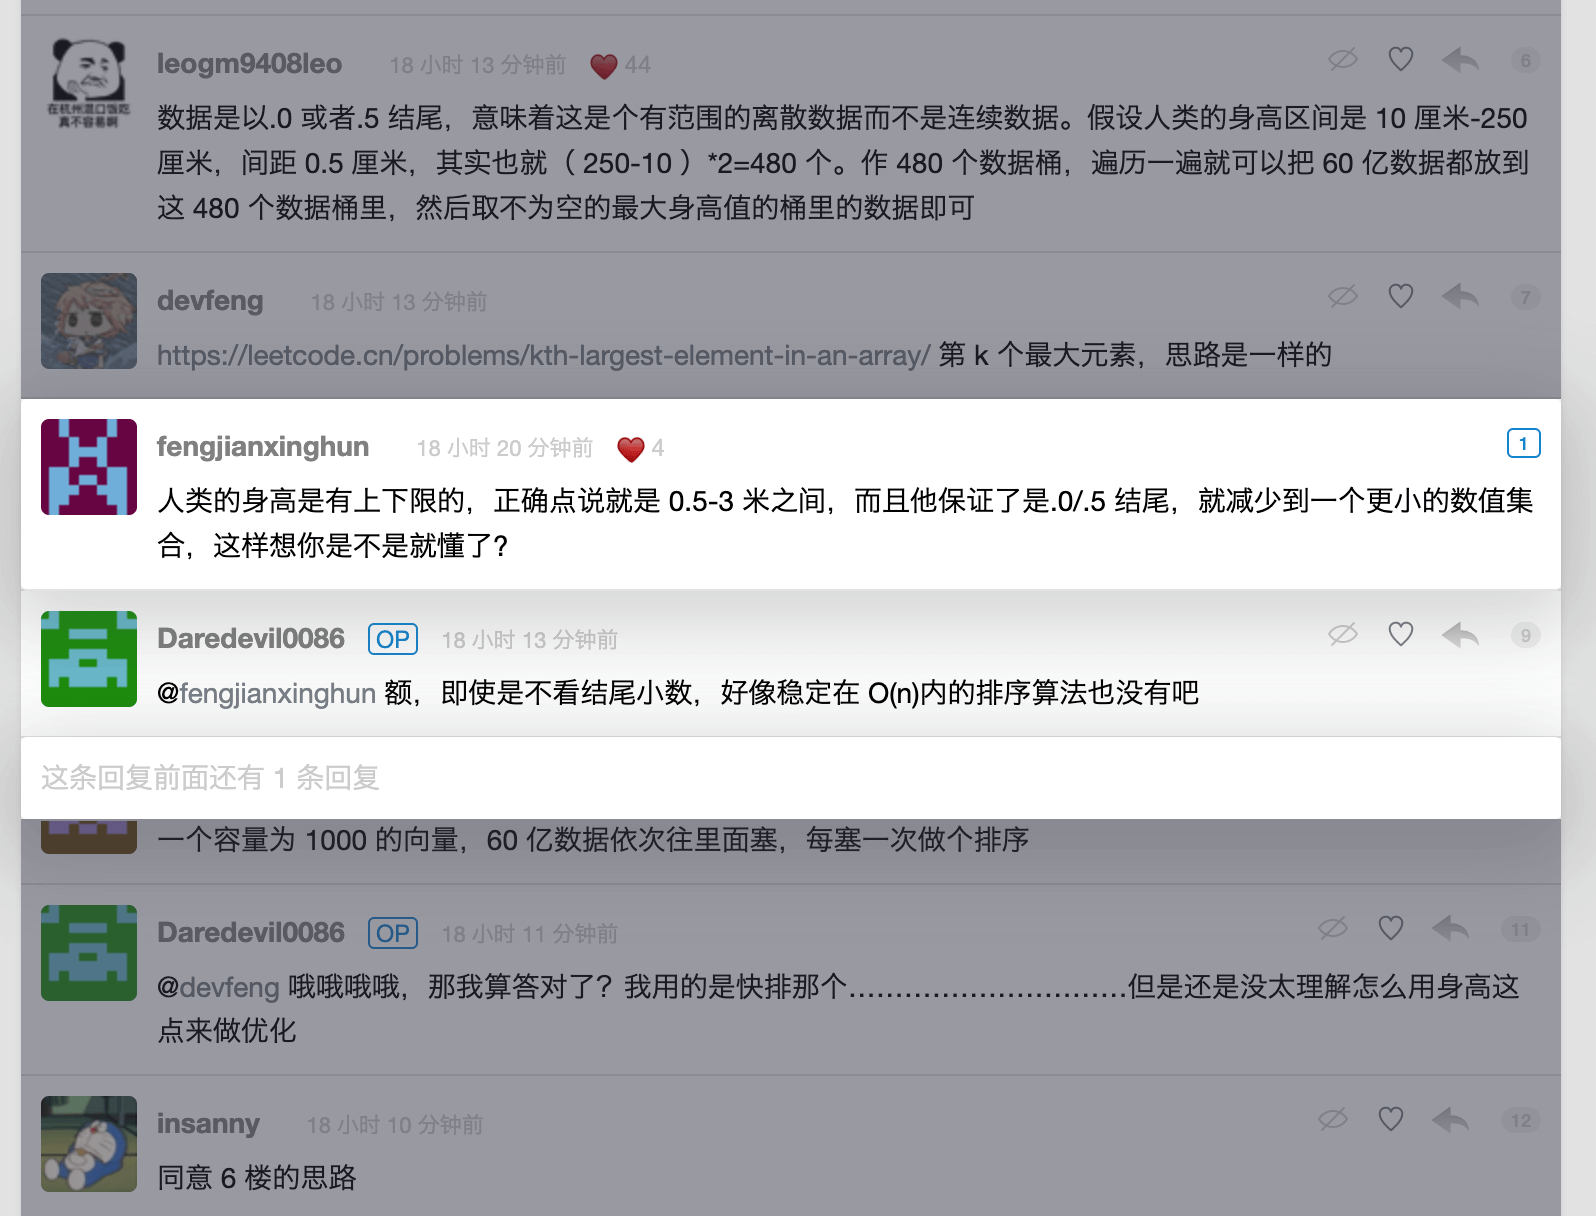 leogm9408leo 18 小时 13 分钟前 44 6
在杭州混口饭吃
真不容易啊
数据是以.0 或者.5 结尾，意味着这是个有范围的离散数据而不是连续数据。假设人类的身高区间是 10 厘米-250
厘米，间距 0.5 厘米，其实也就（ 250-10 ）*2=480 个。作 480 个数据桶，遍历一遍就可以把 60 亿数据都放到
这 480 个数据桶里，然后取不为空的最大身高值的桶里的数据即可
devfeng 18 小时 13 分钟前 7
https://leetcode.cn/problems/kth-largest-element-in-an-array/ 第 k 个最大元素，思路是一样的
fengjianxinghun 18 小时 20 分钟前 4 1
人类的身高是有上下限的，正确点说就是 0.5-3 米之间，而且他保证了是.0/.5 结尾，就减少到一个更小的数值集
合，这样想你是不是就懂了?
Daredevil0086 OP 18 小时 13 分钟前 9
@fengjianxinghun 额，即使是不看结尾小数，好像稳定在 O(n)内的排序算法也没有吧
这条回复前面还有 1 条回复
一个容量为 1000 的向量，60 亿数据依次往里面塞，每塞一次做个排序
Daredevil0086 OP 18 小时 11 分钟前 11
@devfeng 哦哦哦哦，那我算答对了？我用的是快排那个..............................但是还是没太理解怎么用身高这
点来做优化
insanny 18 小时 10 分钟前 12
同意 6 楼的思路